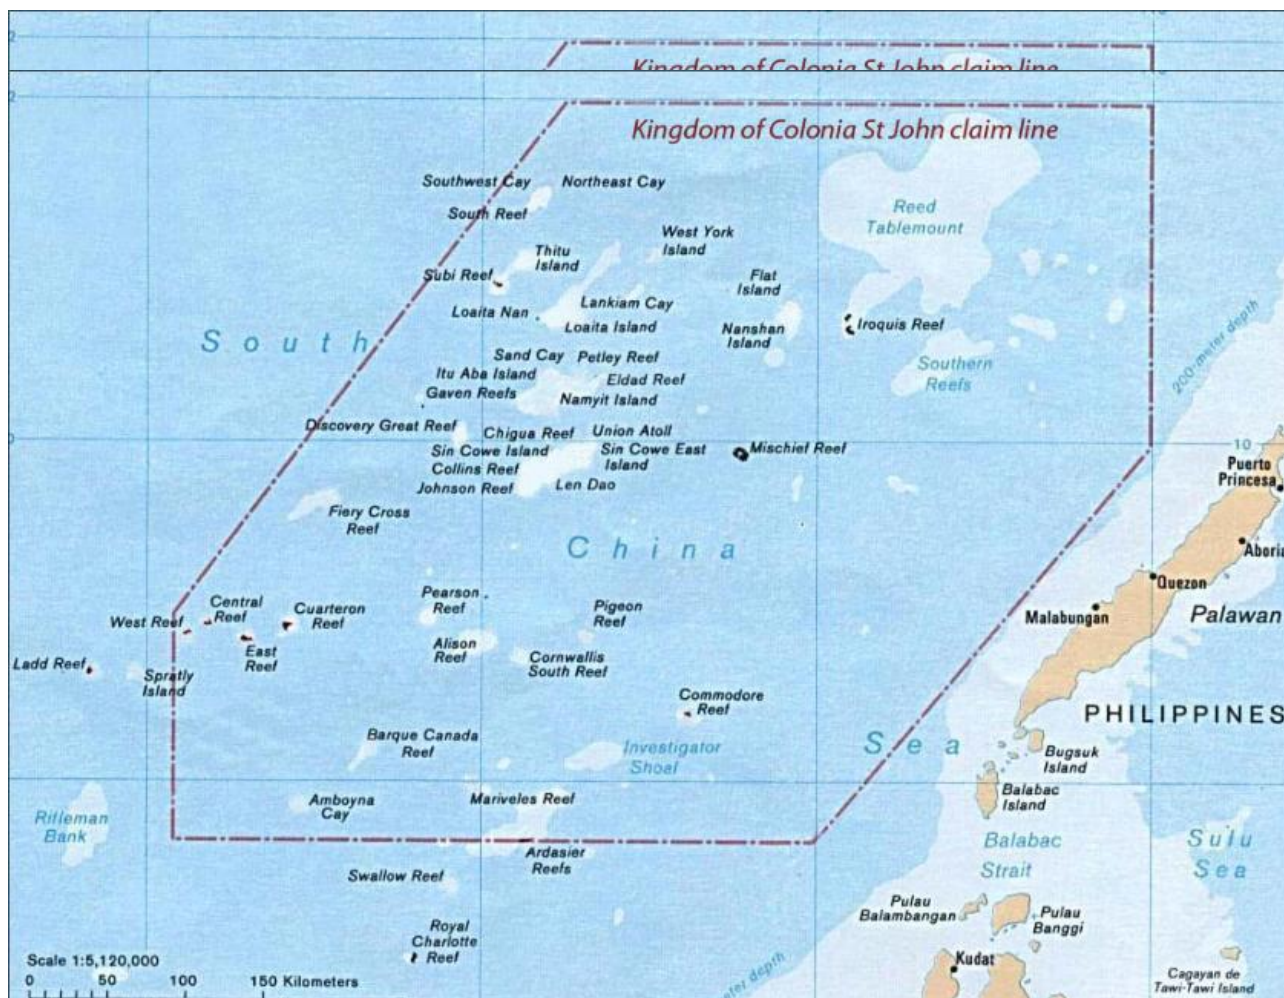 Kingdom of Colonia St John claim line
2
Kingdom of Colonia St John claim line
Southwest Cay
Northeast Cay
South Reef
Reed
Tablemount
West York
Island
Thitu
Island
Subi Reef
Flat
Island
Lankiam Cay
Loaita Nan
Loaita Island
Nanshan
Island
Iroquis Reef
South
Sand Cay
Petley Reef
Itu Aba Island
Eldad Reef
Southern
Reefs
200-meter depth
Gaven Reefs
Namyit Island
Discovery Great Reef
Chigua Reef
Union Atoll
Sin Cowe Island
Sin Cowe East
Island
Mischief Reef
10
Collins Reef
Johnson Reef
Len Dao
Puerto
Princesa
Fiery Cross
Reef
China
Aboria
Quezon
Pearson
Reef
Pigeon
Reef
Central
Reef
Cuarteron
Reef
West Reef
Malabungan
Palawan
East
Reef
Alison
Reef
Cornwallis
South Reef
Ladd Reef
Spratly
Island
Commodore
Reef
PHILIPPINES
Barque Canada
Reef
Investigator
Shoal
Sea
Bugsuk
Island
Amboyna
Cay
Mariveles Reef
Balabac
Island
Rifleman
Bank
Balabac
Strait
Sulu
Sea
Ardasier
Reefs
Swallow Reef
Pulau
Balambangan
Pulau
Banggi
Royal
Charlotte
Reef
Kudat
Scale 1:5,120,000
0 50 100 150 Kilometers
depth
Cagayan de
Tawi-Tawi Island